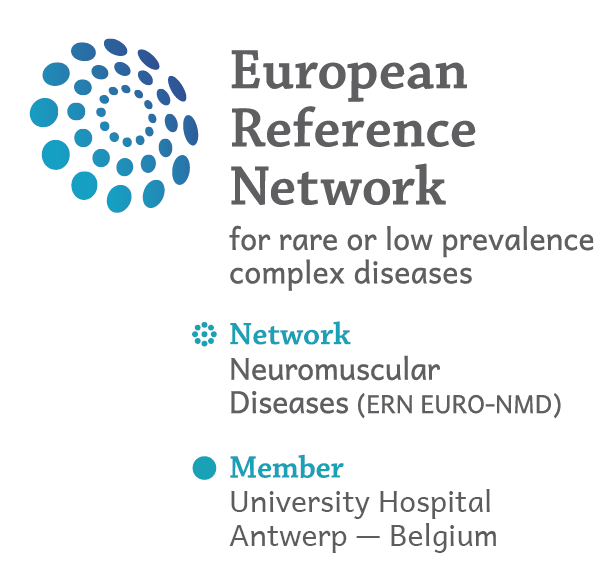 European
Reference
Network
for rare or low prevalence
complex diseases
Network
Neuromuscular
Diseases (ERN EURO-NMD)
Member
University Hospital
Antwerp — Belgium